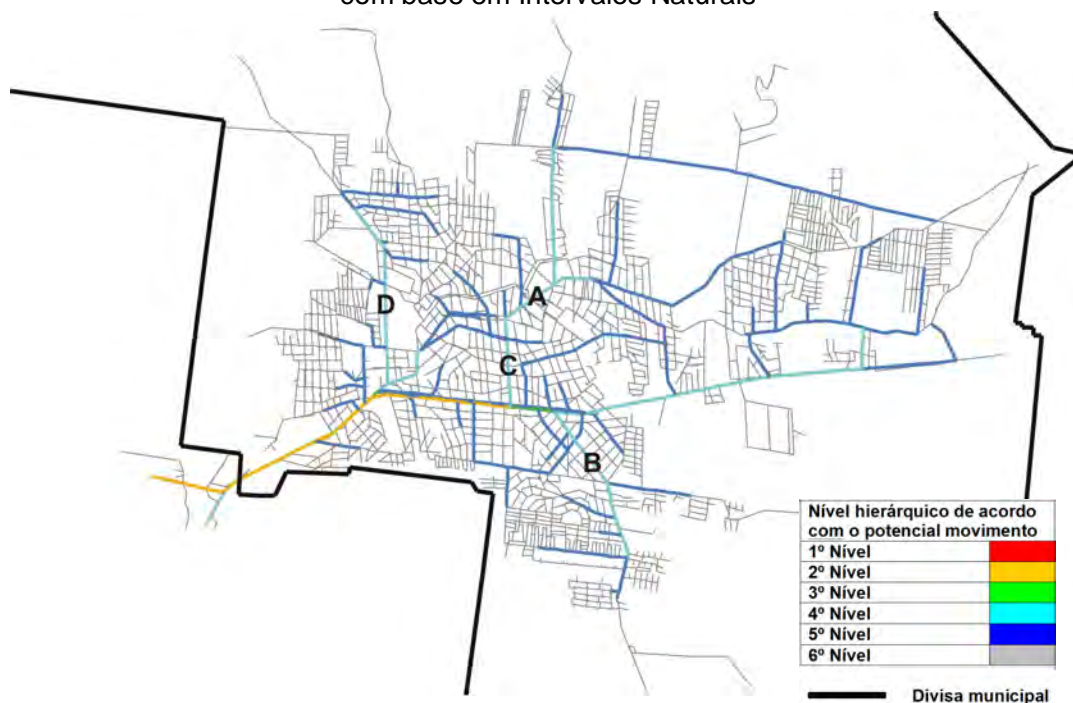 com base em Intervalos Naturais
A
D
C
B
Nível hierárquico de acordo
com o potencial movimento
1º Nível
2º Nível
3º Nível
4º Nível
5º Nível
6º Nível
Divisa municipal